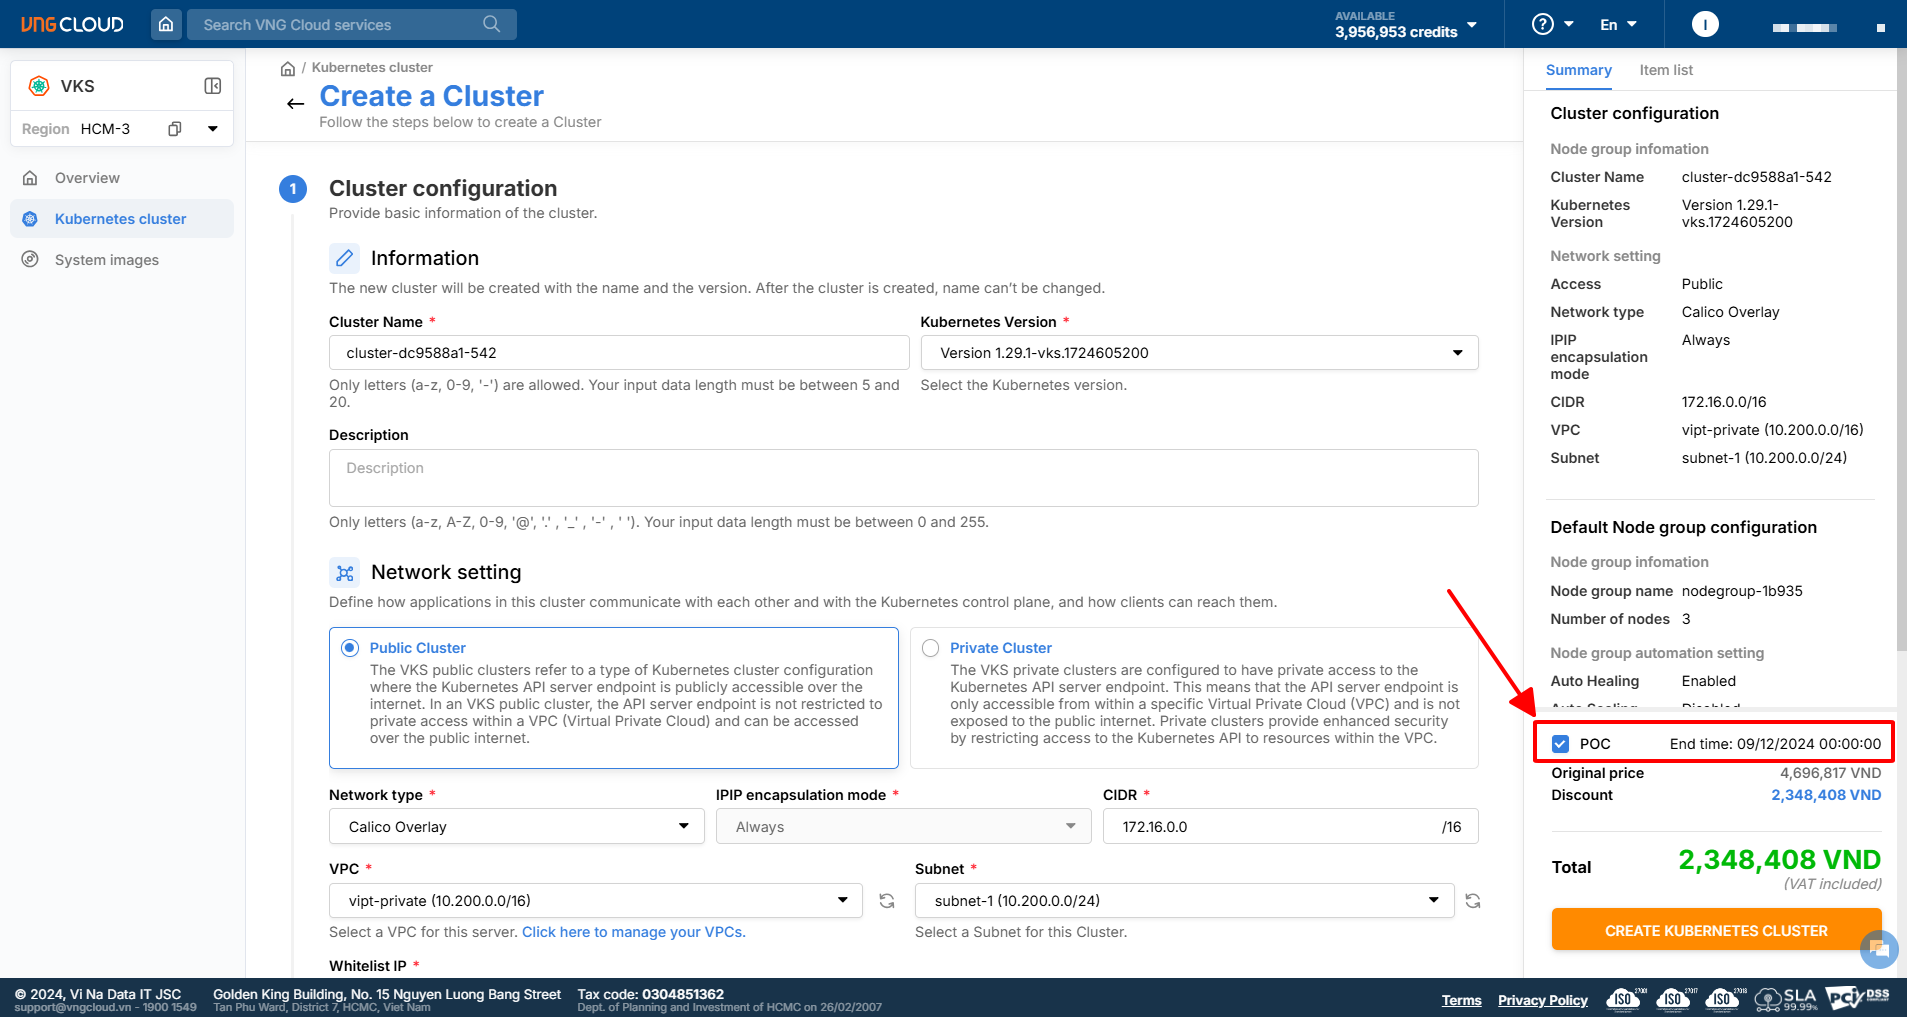 VNG CLOUD
Search VNG Cloud services
AVAILABLE
3,956,953 credits
?
En
I
VKS
Region HCM-3
Overview
Kubernetes cluster
System images
/ Kubernetes cluster
Create a Cluster
Follow the steps below to create a Cluster
1
Cluster configuration
Provide basic information of the cluster.
Information
The new cluster will be created with the name and the version. After the cluster is created, name can't be changed.
Cluster Name *
Kubernetes Version *
cluster-dc9588a1-542
Version 1.29.1-vks.1724605200
Only letters (a-z, 0-9, '-') are allowed. Your input data length must be between 5 and
20.
Select the Kubernetes version.
Description
Description
Only letters (a-z, A-Z, 0-9, '@', '.' , '_' , '-' , ' '). Your input data length must be between 0 and 255.
Network setting
Define how applications in this cluster communicate with each other and with the Kubernetes control plane, and how clients can reach them.
Public Cluster
The VKS public clusters refer to a type of Kubernetes cluster configuration
where the Kubernetes API server endpoint is publicly accessible over the
internet. In an VKS public cluster, the API server endpoint is not restricted to
private access within a VPC (Virtual Private Cloud) and can be accessed
over the public internet.
Private Cluster
The VKS private clusters are configured to have private access to the
Kubernetes API server endpoint. This means that the API server endpoint is
only accessible from within a specific Virtual Private Cloud (VPC) and is not
exposed to the public internet. Private clusters provide enhanced security
by restricting access to the Kubernetes API to resources within the VPC.
Network type *
IPIP encapsulation mode *
CIDR *
Calico Overlay
Always
172.16.0.0 /16
VPC *
Subnet *
vipt-private (10.200.0.0/16)
subnet-1 (10.200.0.0/24)
Select a VPC for this server. Click here to manage your VPCs.
Select a Subnet for this Cluster.
Whitelist IP *
Summary
Item list
Cluster configuration
Node group infomation
Cluster Name cluster-dc9588a1-542
Kubernetes Version 1.29.1-
Version vks.1724605200
Network setting
Access Public
Network type Calico Overlay
IPIP Always
encapsulation
mode
CIDR 172.16.0.0/16
VPC vipt-private (10.200.0.0/16)
Subnet subnet-1 (10.200.0.0/24)
Default Node group configuration
Node group infomation
Node group name nodegroup-1b935
Number of nodes 3
Node group automation setting
Auto Healing Enabled
Auto Scaling Disabled
POC End time: 09/12/2024 00:00:00
Original price 4,696,817 VND
Discount 2,348,408 VND
Total 2,348,408 VND
(VAT included)
CREATE KUBERNETES CLUSTER
© 2024, Vi Na Data IT JSC
support@vngcloud.vn - 1900 1549
Golden King Building, No. 15 Nguyen Luong Bang Street
Tan Phu Ward, District 7, HCMC, Viet Nam
Tax code: 0304851362
Dept. of Planning and Investment of HCMC on 26/02/2007
Terms
Privacy Policy
ISO 27001
ISO 27017
ISO 27018
SLA
99.99%
PCI DSS